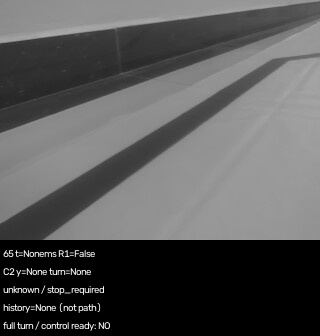 65 t=Nonems R1=False
C2 y=None turn=None
unknown / stop_required
history=None (not path)
full turn / control ready: NO